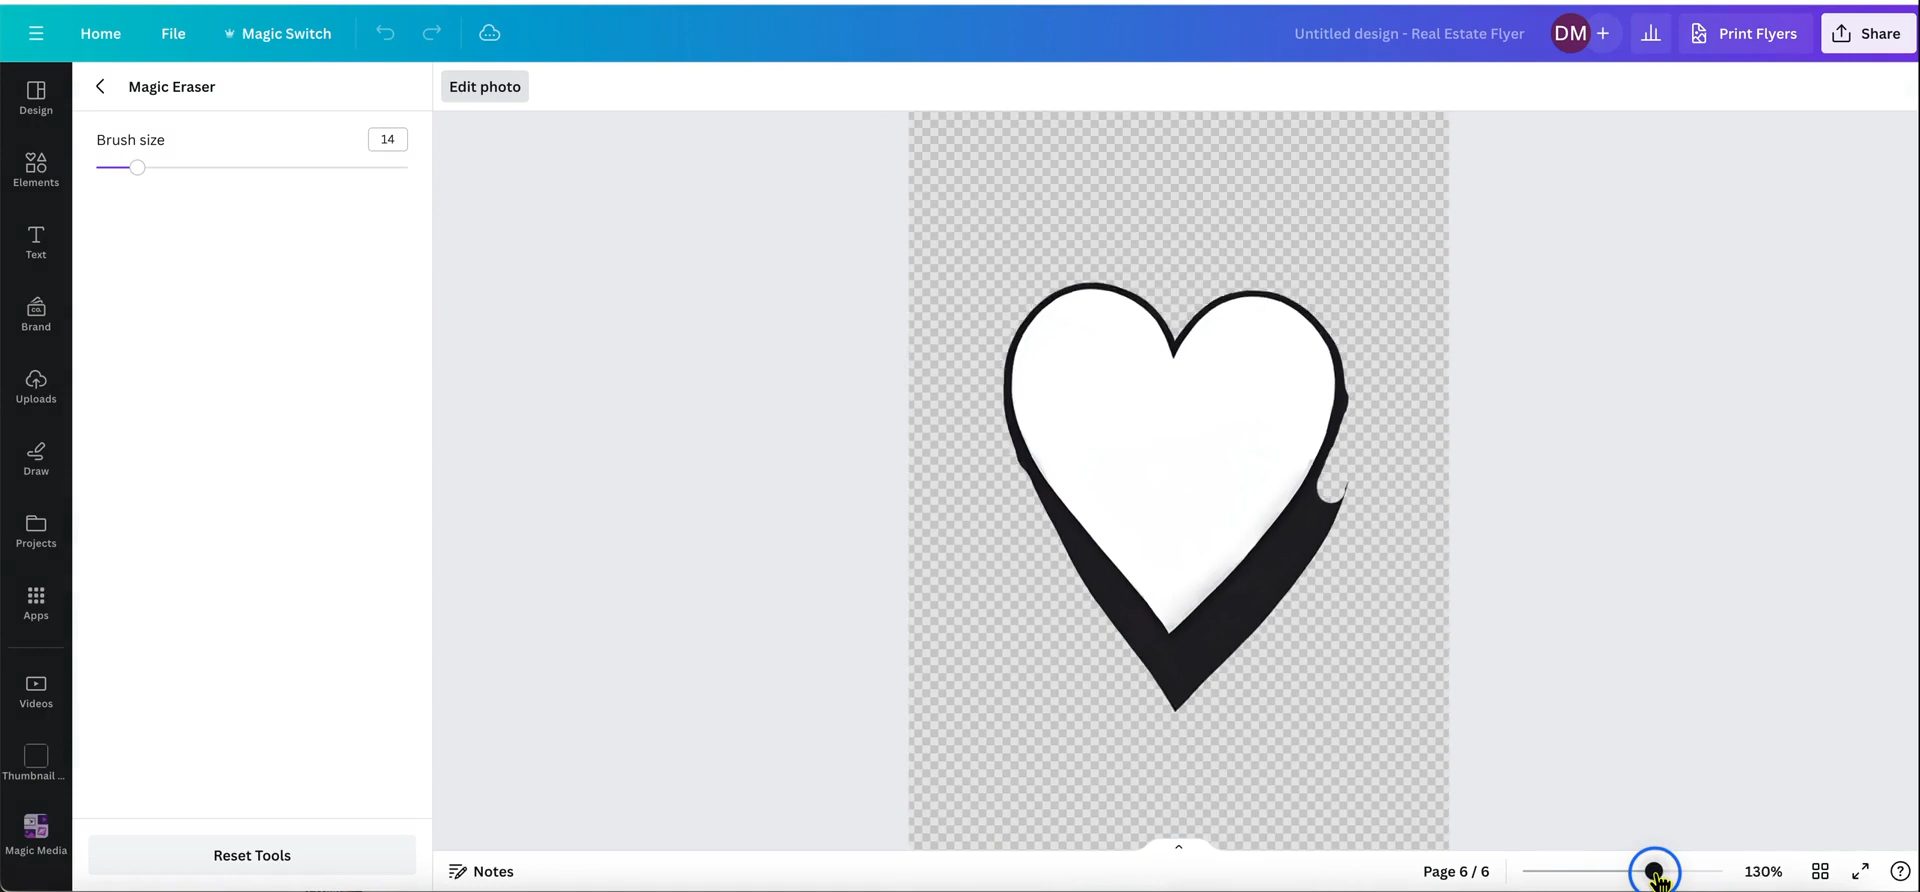 Home File Magic Switch Untitled design - Real Estate Flyer DM + Print Flyers Share
Magic Eraser
Edit photo
Brush size 14
Design
Elements
Text
CO.
Brand
Uploads
Draw
Projects
Apps
Videos
Thumbnail ...
Magic Media
Reset Tools
Notes Page 6 / 6 130% ?